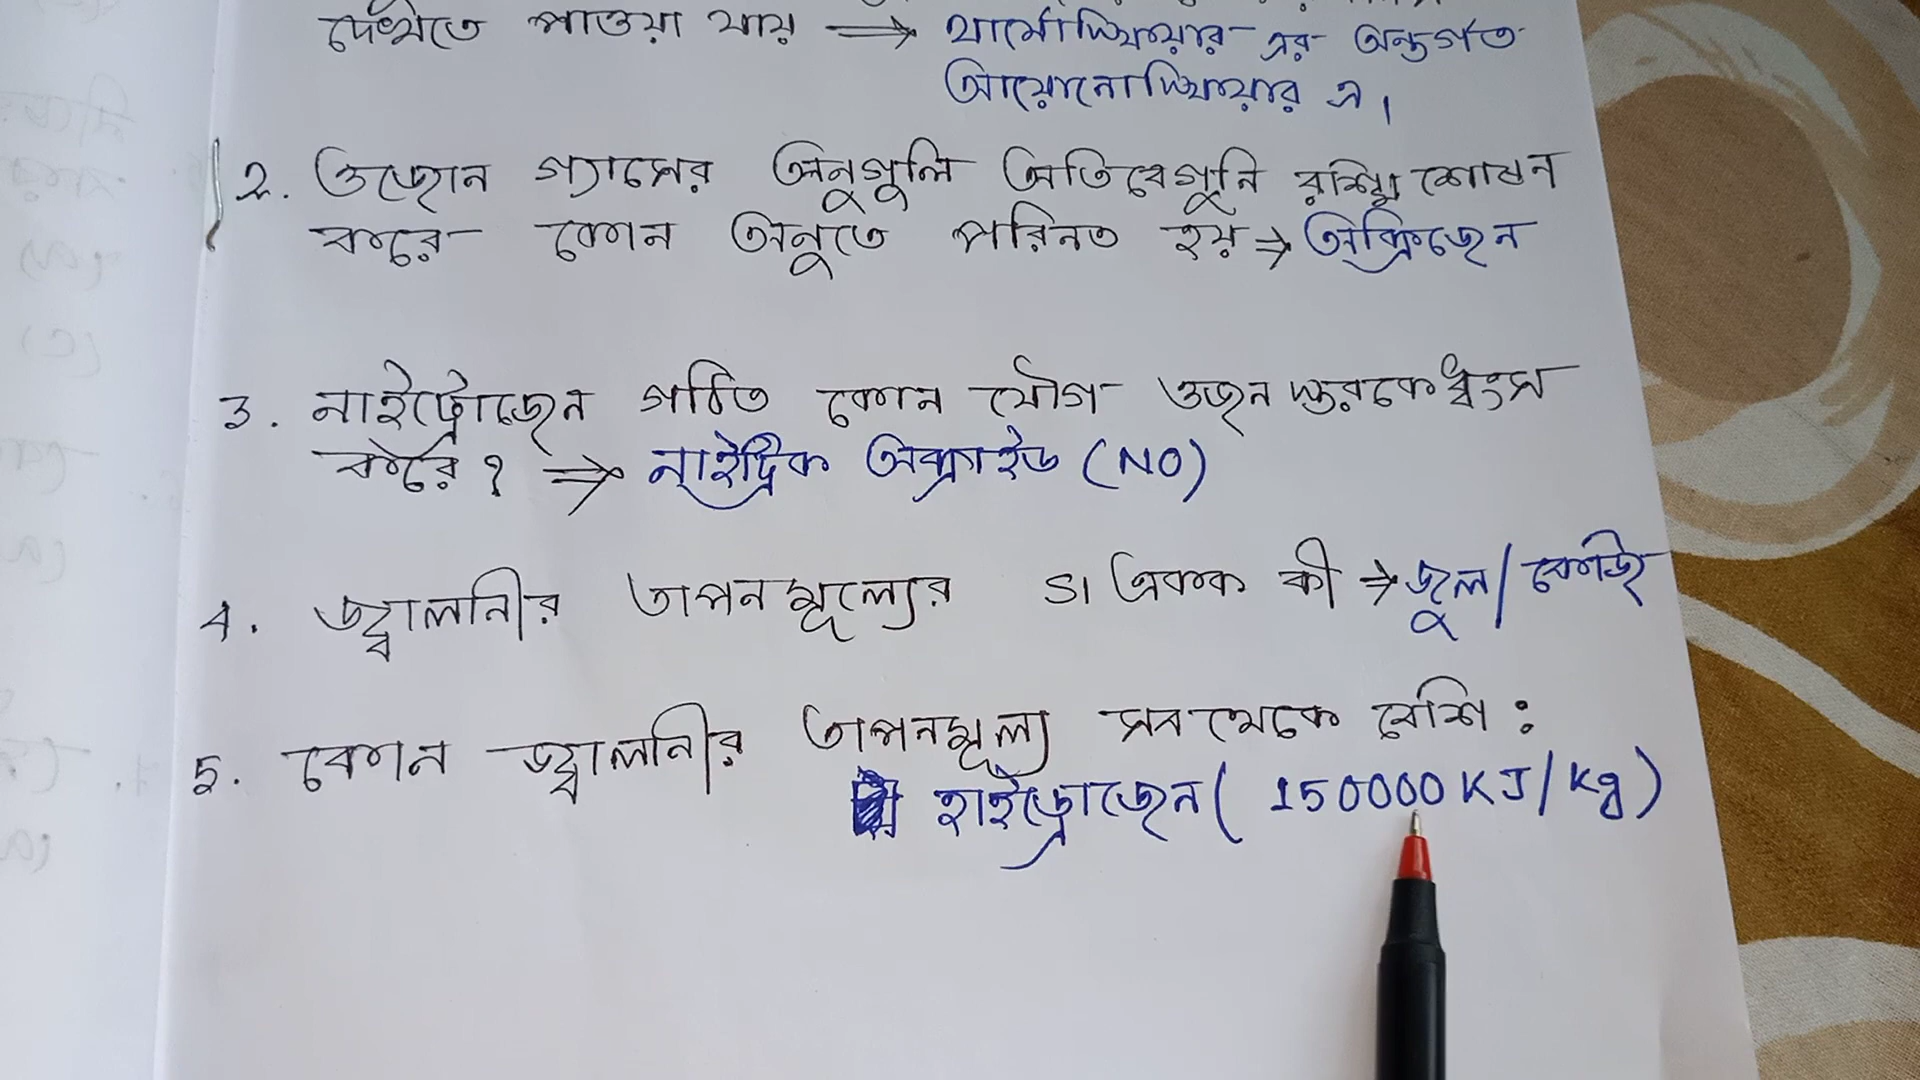 দেখতে পাওয়া যায় ⇒ থার্মোস্ফিয়ার এর অন্তর্গত
আয়োনোস্ফিয়ার এ।
2. ওজোন গ্যাসের অনুগুলি অতিবেগুনি রশ্মি শোষন
করে কোন অনুতে পরিনত হয় ⇒ অক্সিজেন
3. নাইট্রোজেন গঠিত কোন যৌগ ওজন স্তরকে ধ্বংস
করে? ⇒ নাইট্রিক অক্সাইড (NO)
4. জ্বালানীর তাপনমূল্যের SI একক কী ⇒ জুল/কেজি
5. কোন জ্বালানীর তাপনমূল্য সব থেকে বেশি :
হাইড্রোজেন ( 150000 KJ/Kg)